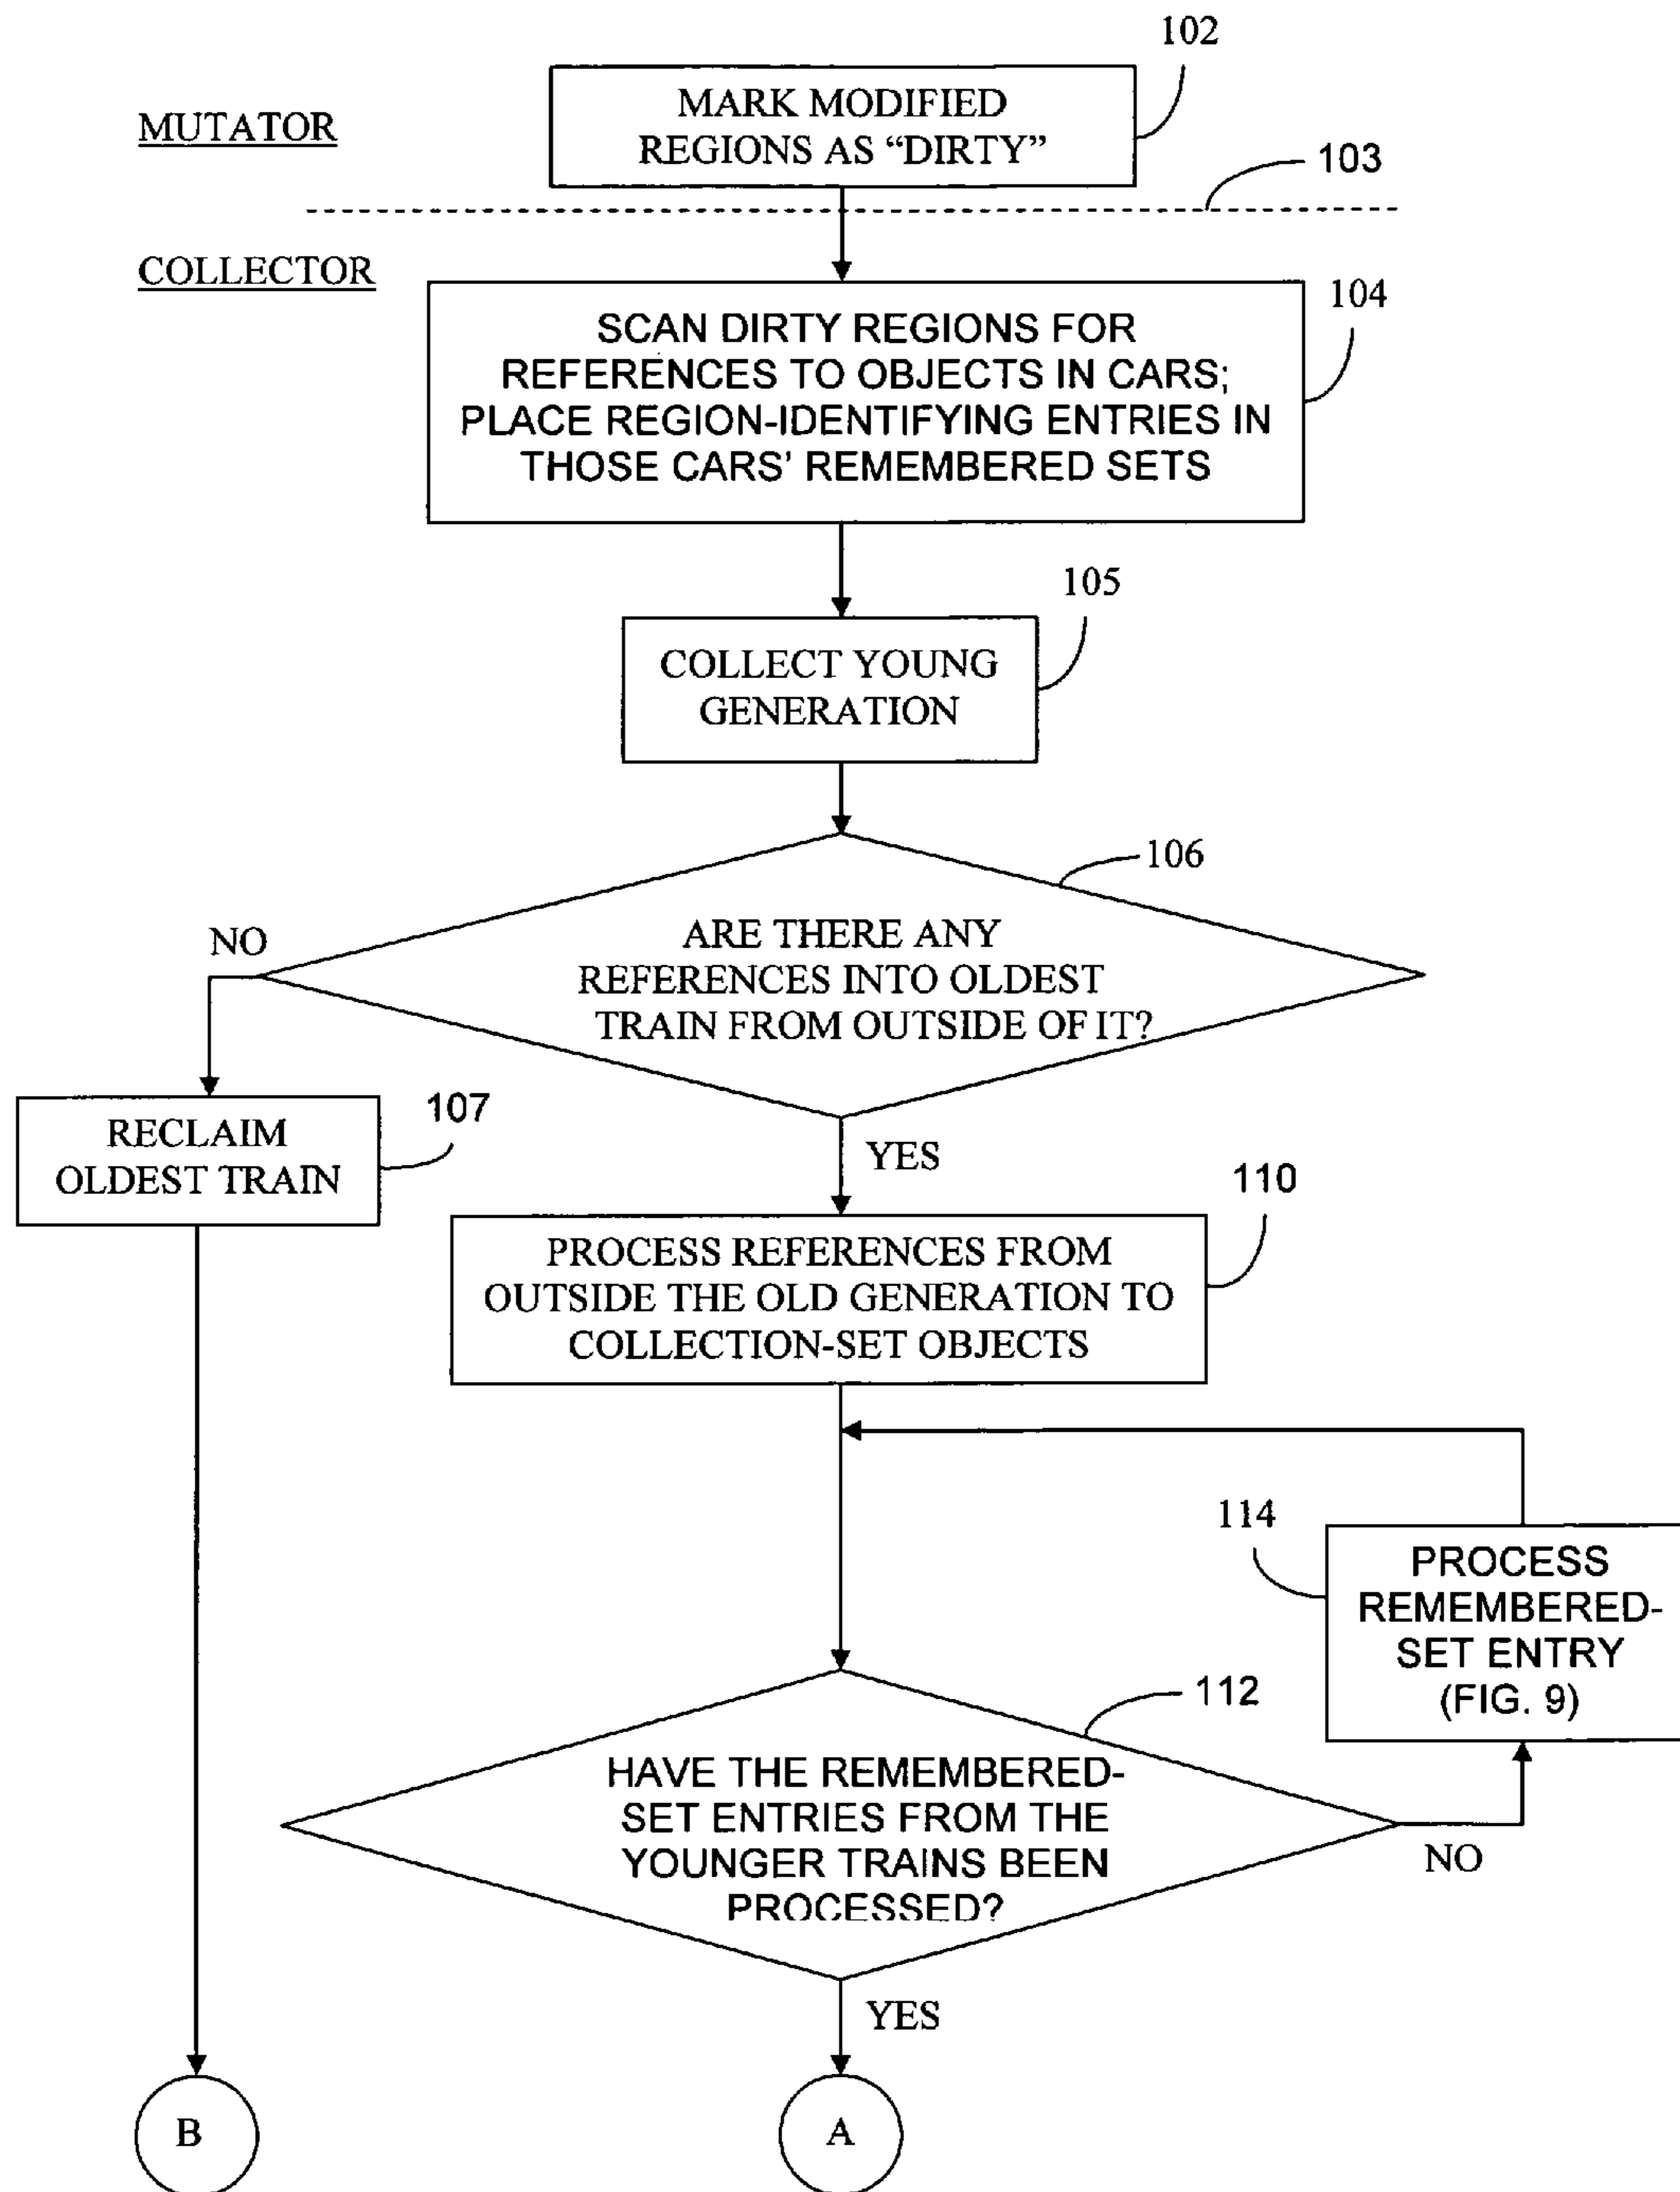 102
MUTATOR
MARK MODIFIED
REGIONS AS “DIRTY”
103
COLLECTOR
104
SCAN DIRTY REGIONS FOR
REFERENCES TO OBJECTS IN CARS;
PLACE REGION-IDENTIFYING ENTRIES IN
THOSE CARS’ REMEMBERED SETS
105
COLLECT YOUNG
GENERATION
106
NO
ARE THERE ANY
REFERENCES INTO OLDEST
TRAIN FROM OUTSIDE OF IT?
107
RECLAIM
OLDEST TRAIN
YES
110
PROCESS REFERENCES FROM
OUTSIDE THE OLD GENERATION TO
COLLECTION-SET OBJECTS
114
PROCESS
REMEMBERED-
SET ENTRY
(FIG. 9)
112
HAVE THE REMEMBERED-
SET ENTRIES FROM THE
YOUNGER TRAINS BEEN
PROCESSED?
NO
YES
B
A